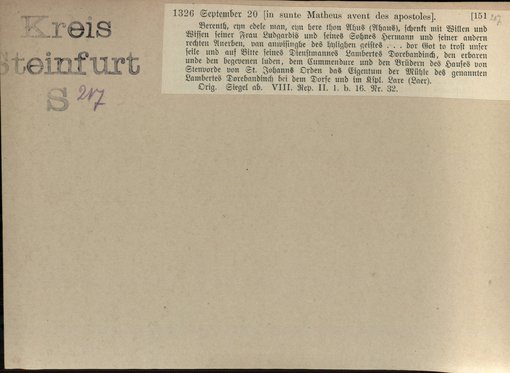 Kreis
Steinfurt
S 217
1326 September 20 [in sunte Matheus avent des apostoles]. [151
217
Berenth, eyn edele man, eyn here thon Ahus (Ahaus), schenkt mit Willen und
Wissen seiner Frau Ludgardis und seines Sohnes Hermann und seiner andern
rechten Anerben, van anwisinghe des hylighen geistes . . . dor Got to trost unser
seile und auf Bitte seines Dienstmannes Lambertes Dorebandinch, den erbaren
unde den begevenen luden, dem Cummendure und den Brüdern des Hauses von
Stenvorde von St. Johanns Orden das Eigentum der Mühle des genannten
Lambertes Dorebandinch bei dem Dorfe und im Kspl. Lare (Laer).
Orig. Siegel ab. VIII. Rep. II. 1. b. 16. Nr. 32.